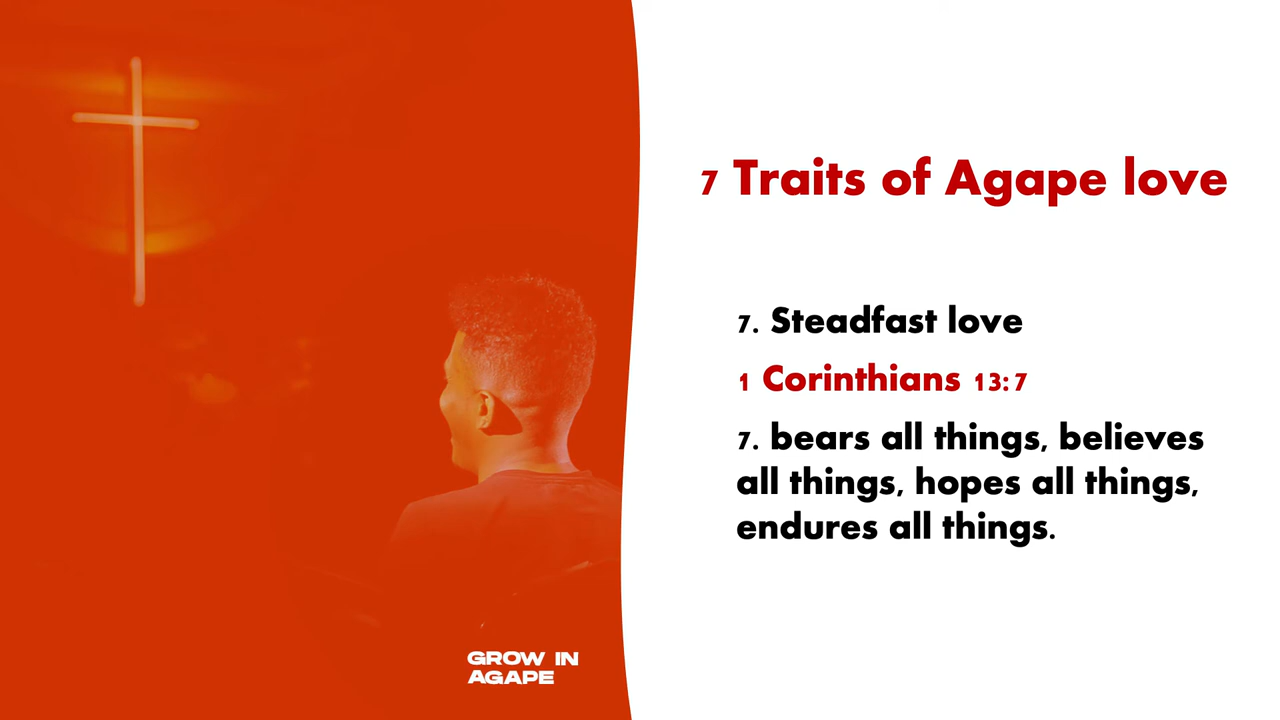 7 Traits of Agape love
7. Steadfast love
1 Corinthians 13:7
7. bears all things, believes
all things, hopes all things,
endures all things.
GROW IN
AGAPE